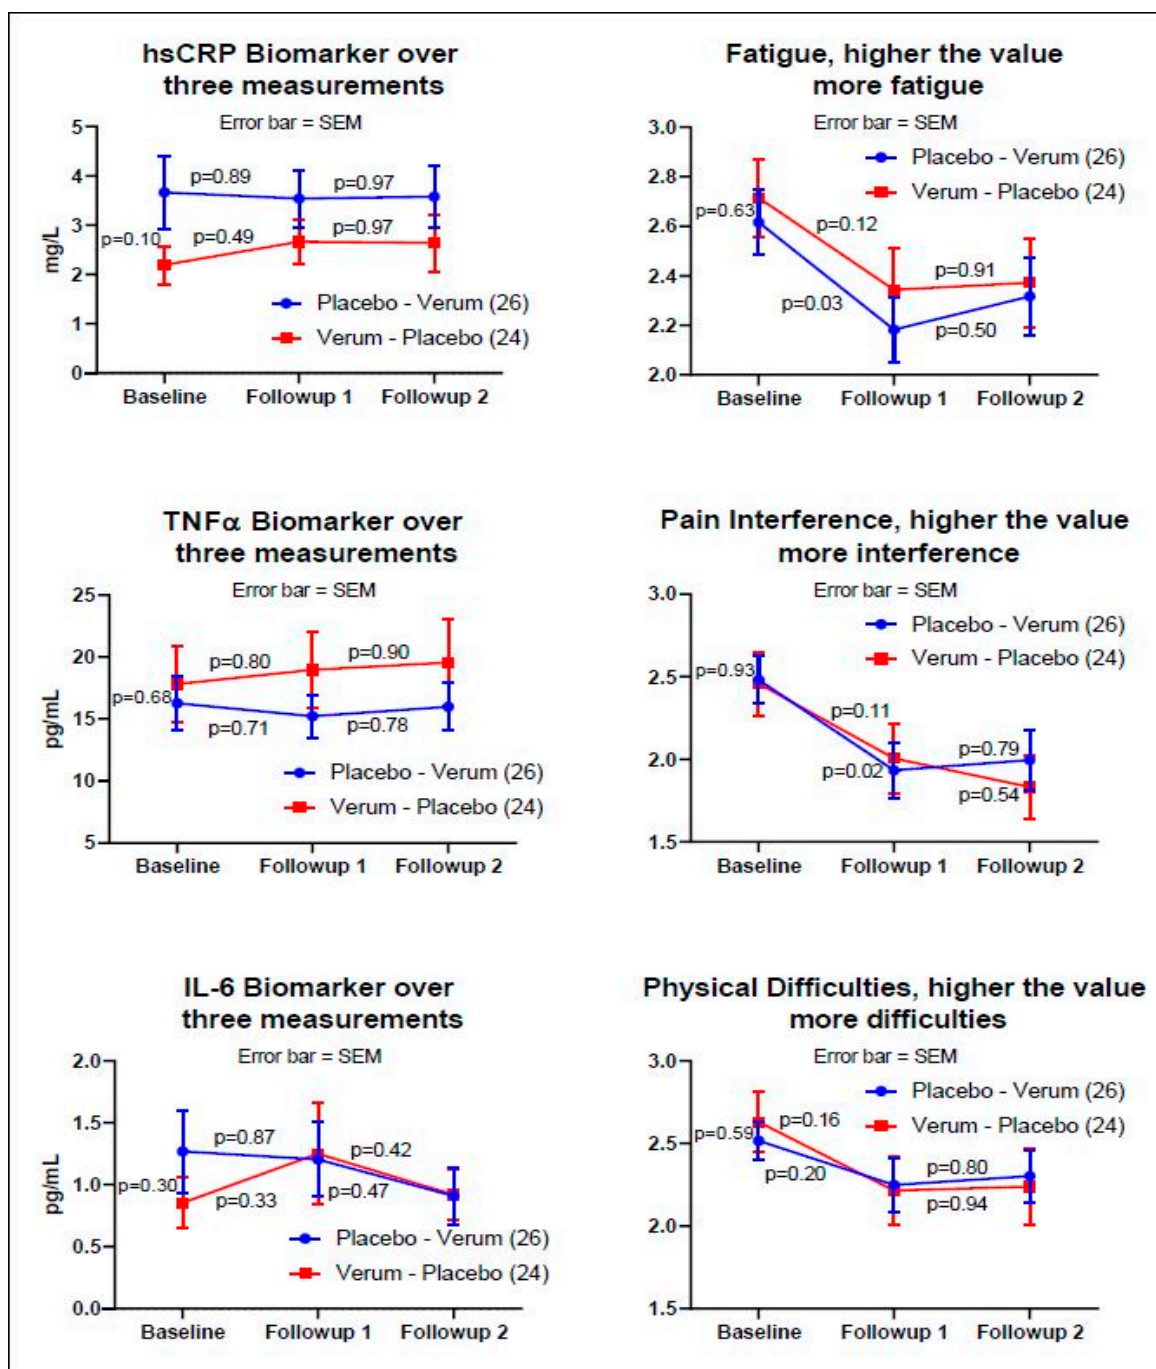 hsCRP Biomarker over
three measurements
Error bar = SEM
5
4
3
2
1
0
mg/L
p=0.89
p=0.97
p=0.10
p=0.49
p=0.97
Placebo - Verum (26)
Verum - Placebo (24)
Baseline Followup 1 Followup 2
Fatigue, higher the value
more fatigue
Error bar = SEM
3.0
2.8
2.6
2.4
2.2
2.0
Placebo - Verum (26)
Verum - Placebo (24)
p=0.63
p=0.12
p=0.91
p=0.03
p=0.50
Baseline Followup 1 Followup 2
TNFα Biomarker over
three measurements
Error bar = SEM
25
20
15
10
5
pg/mL
p=0.80
p=0.90
p=0.68
p=0.71
p=0.78
Placebo - Verum (26)
Verum - Placebo (24)
Baseline Followup 1 Followup 2
Pain Interference, higher the value
more interference
Error bar = SEM
3.0
2.5
2.0
1.5
Placebo - Verum (26)
Verum - Placebo (24)
p=0.93
p=0.11
p=0.79
p=0.02
p=0.54
Baseline Followup 1 Followup 2
IL-6 Biomarker over
three measurements
Error bar = SEM
2.0
1.5
1.0
0.5
0.0
pg/mL
p=0.87
p=0.42
p=0.30
p=0.33
p=0.47
Placebo - Verum (26)
Verum - Placebo (24)
Baseline Followup 1 Followup 2
Physical Difficulties, higher the value
more difficulties
Error bar = SEM
3.0
2.5
2.0
1.5
Placebo - Verum (26)
Verum - Placebo (24)
p=0.59
p=0.16
p=0.20
p=0.80
p=0.94
Baseline Followup 1 Followup 2